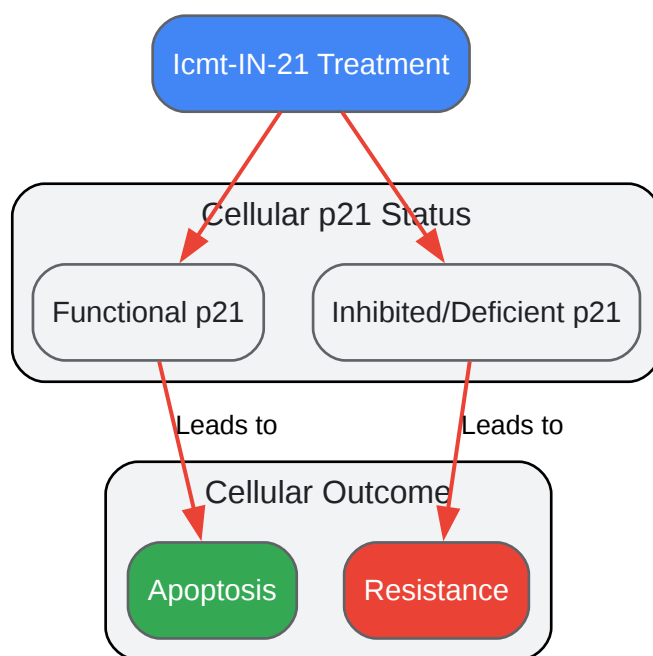 Icmt-IN-21 Treatment
Cellular p21 Status
Functional p21
Inhibited/Deficient p21
Leads to
Leads to
Cellular Outcome
Apoptosis
Resistance